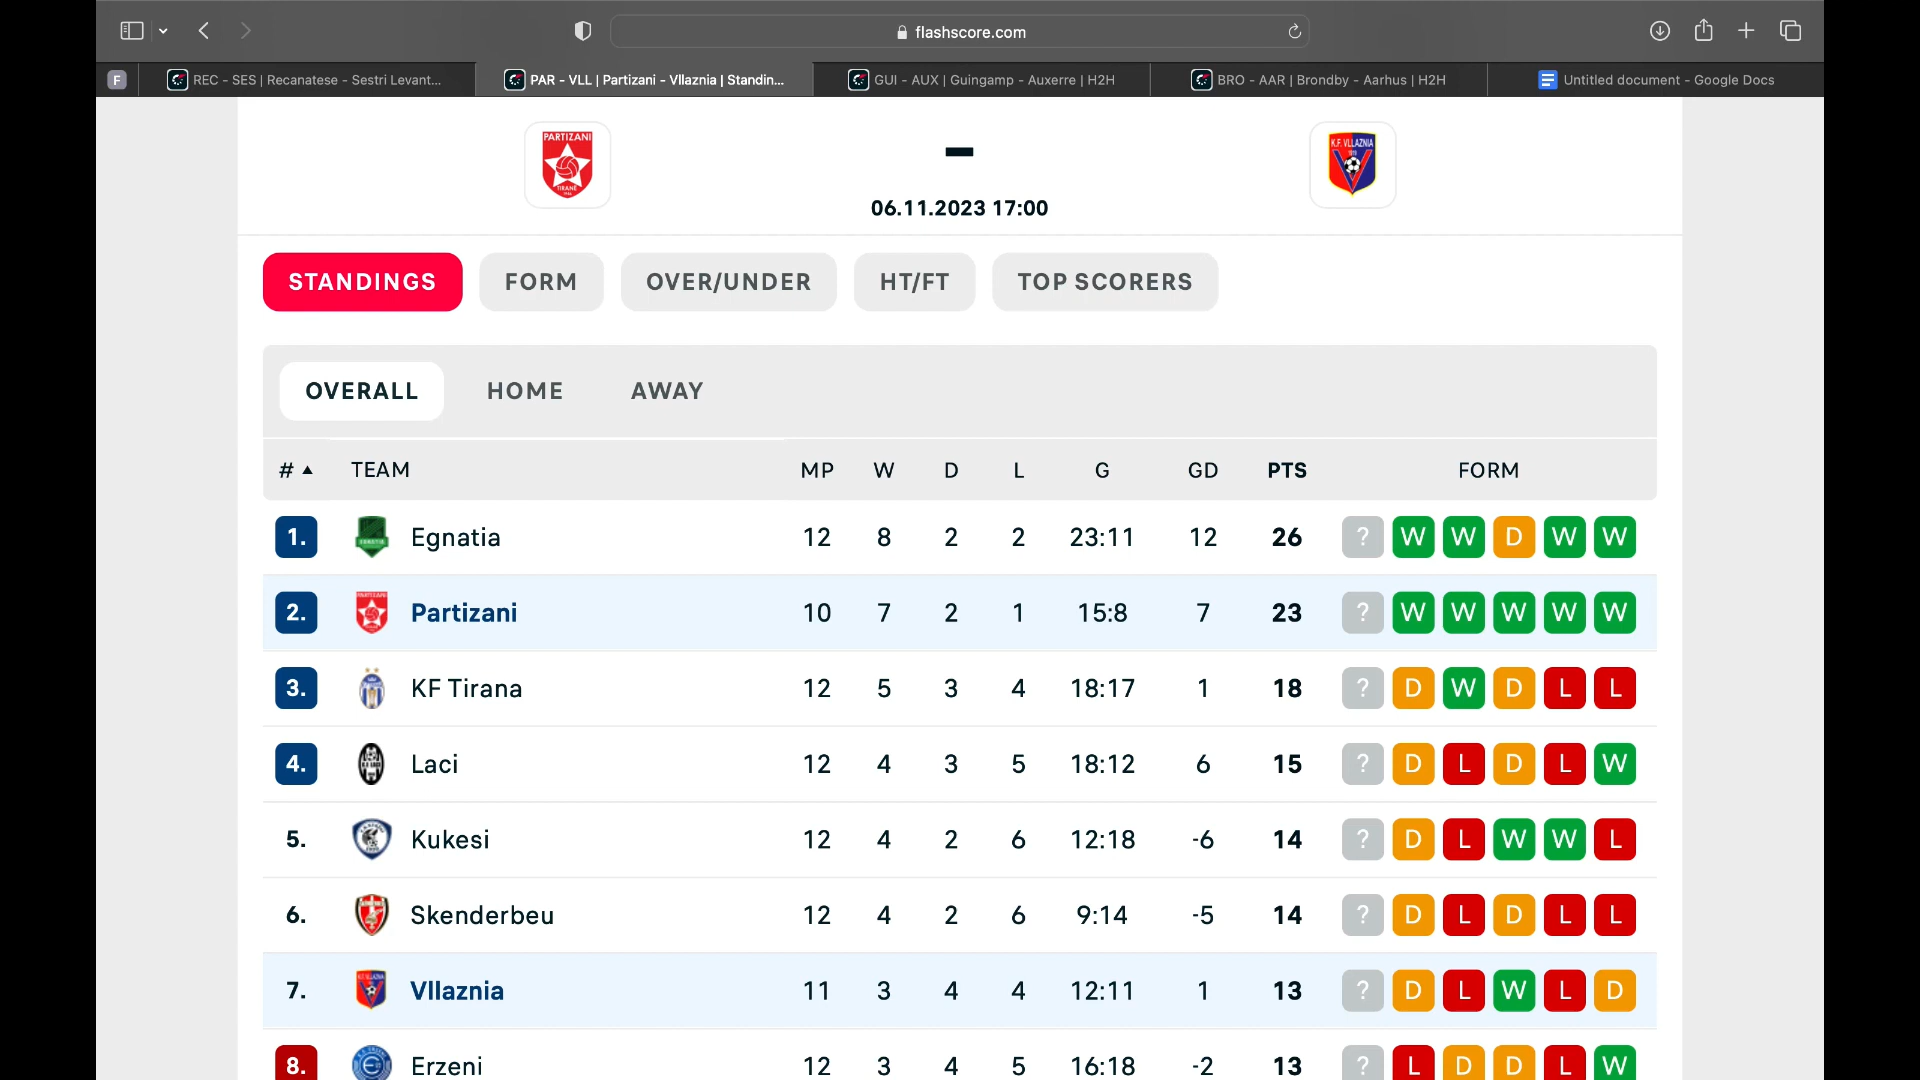 flashscore.com
F
REC - SES | Recanatese - Sestri Levant...
PAR - VLL | Partizani - Vllaznia | Standin...
GUI - AUX | Guingamp - Auxerre | H2H
BRO - AAR | Brondby - Aarhus | H2H
Untitled document - Google Docs
PARTIZANI
TIRANE
K.F. VLLAZNIA
1919
-
06.11.2023 17:00
STANDINGS FORM OVER/UNDER HT/FT TOP SCORERS
OVERALL HOME AWAY
# TEAM MP W D L G GD PTS FORM
1. Egnatia 12 8 2 2 23:11 12 26 ? W W D W W
2. Partizani 10 7 2 1 15:8 7 23 ? W W W W W
3. KF Tirana 12 5 3 4 18:17 1 18 ? D W D L L
4. Laci 12 4 3 5 18:12 6 15 ? D L D L W
5. Kukesi 12 4 2 6 12:18 -6 14 ? D L W W L
6. Skenderbeu 12 4 2 6 9:14 -5 14 ? D L D L L
7. Vllaznia 11 3 4 4 12:11 1 13 ? D L W L D
8. Erzeni 12 3 4 5 16:18 -2 13 ? L D D L W